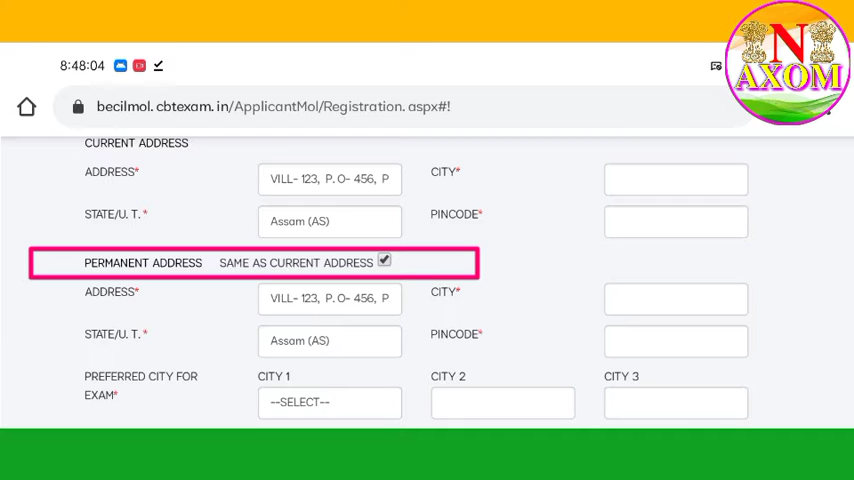 8:48:04
N
AXOM
becilmol. cbtexam. in/ApplicantMol/Registration. aspx#!
CURRENT ADDRESS
ADDRESS* VILL- 123, P. O- 456, P CITY*
STATE/U. T. * Assam (AS) PINCODE*
PERMANENT ADDRESS SAME AS CURRENT ADDRESS
ADDRESS* VILL- 123, P. O- 456, P CITY*
STATE/U. T. * Assam (AS) PINCODE*
PREFERRED CITY FOR CITY 1 CITY 2 CITY 3
EXAM* --SELECT--